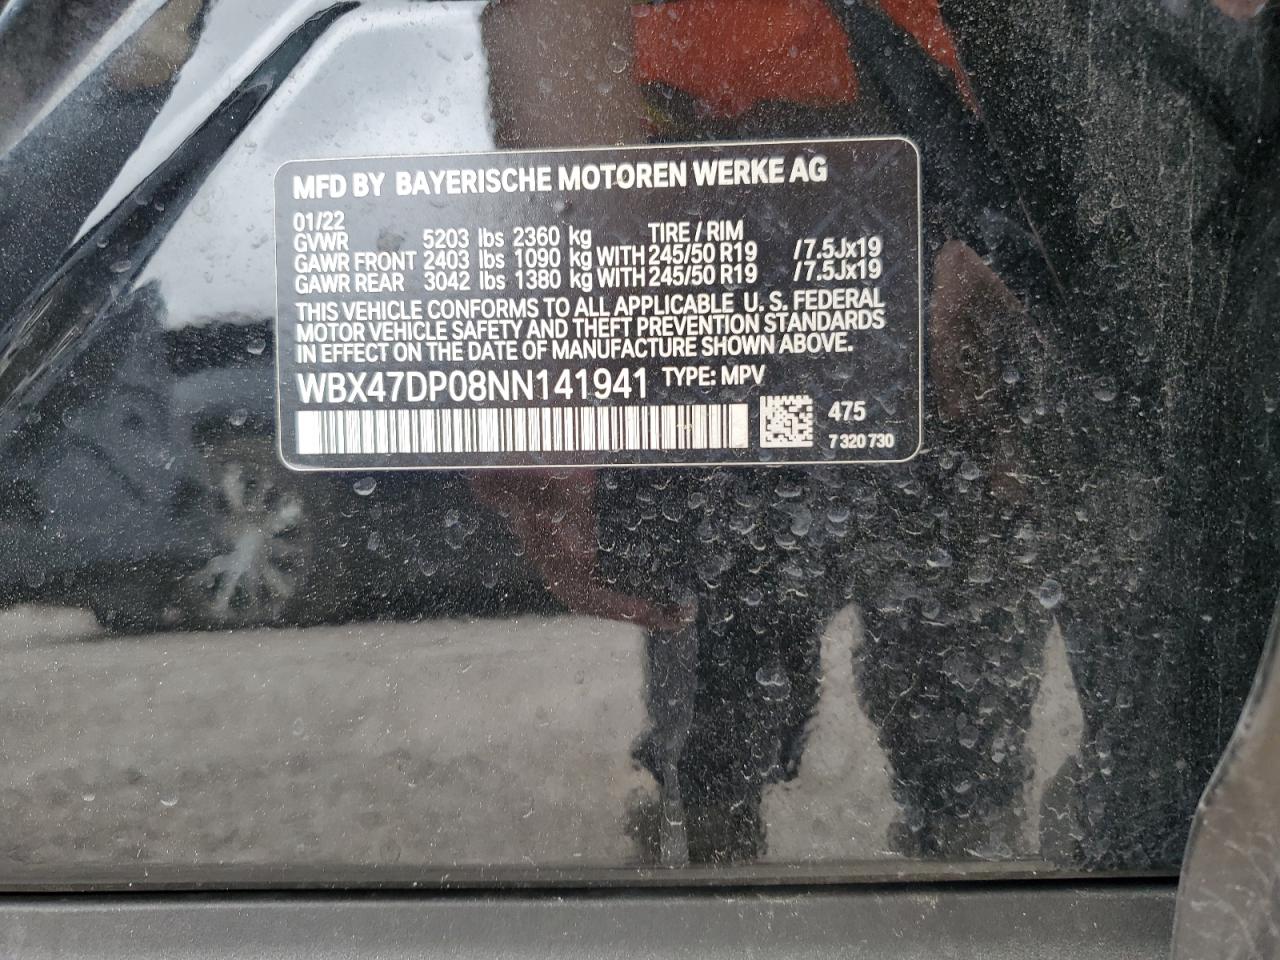 MFD BY BAYERISCHE MOTOREN WERKE AG
01/22 TIRE / RIM
GVWR 5203 lbs 2360 kg
GAWR FRONT 2403 lbs 1090 kg WITH 245/50 R19 /7.5Jx19
GAWR REAR 3042 lbs 1380 kg WITH 245/50 R19 /7.5Jx19
THIS VEHICLE CONFORMS TO ALL APPLICABLE U. S. FEDERAL
MOTOR VEHICLE SAFETY AND THEFT PREVENTION STANDARDS
IN EFFECT ON THE DATE OF MANUFACTURE SHOWN ABOVE.
WBX47DP08NN141941 TYPE: MPV
475
7 320 730